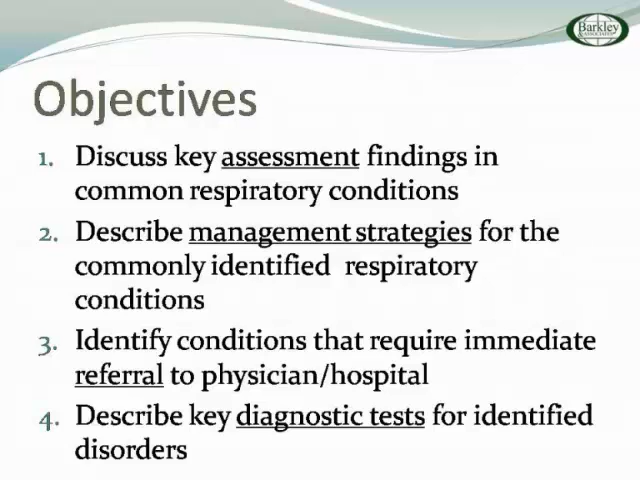 Barkley
& ASSOCIATES
Objectives
1. Discuss key assessment findings in
common respiratory conditions
2. Describe management strategies for the
commonly identified respiratory
conditions
3. Identify conditions that require immediate
referral to physician/hospital
4. Describe key diagnostic tests for identified
disorders